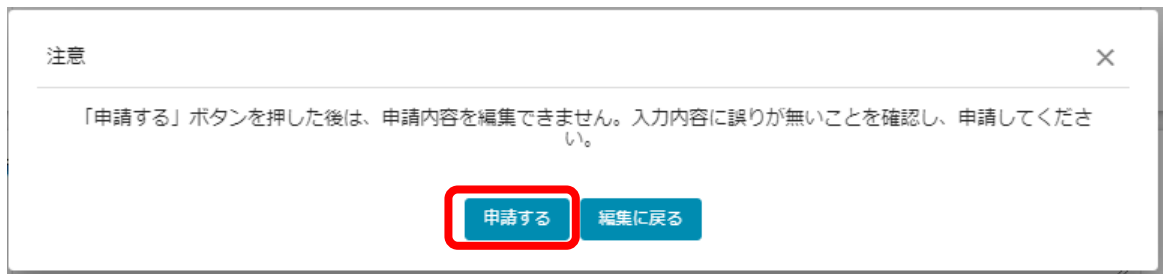 注意
「申請する」ボタンを押した後は、申請内容を編集できません。入力内容に誤りが無いことを確認し、申請してくださ
い。
申請する 編集に戻る